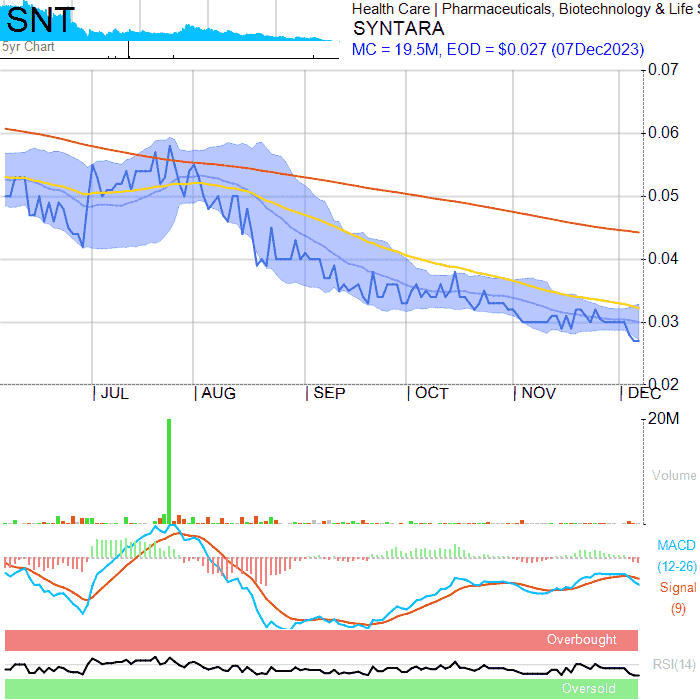 SNT
Health Care | Pharmaceuticals, Biotechnology & Life S
SYNTARA
5yr Chart
MC = 19.5M, EOD = $0.027 (07Dec2023)
0.07
0.06
0.05
0.04
0.03
0.02
JUL AUG SEP OCT NOV DEC
20M
Volume
MACD
(12-26)
Signal
(9)
Overbought
RSI(14)
Oversold